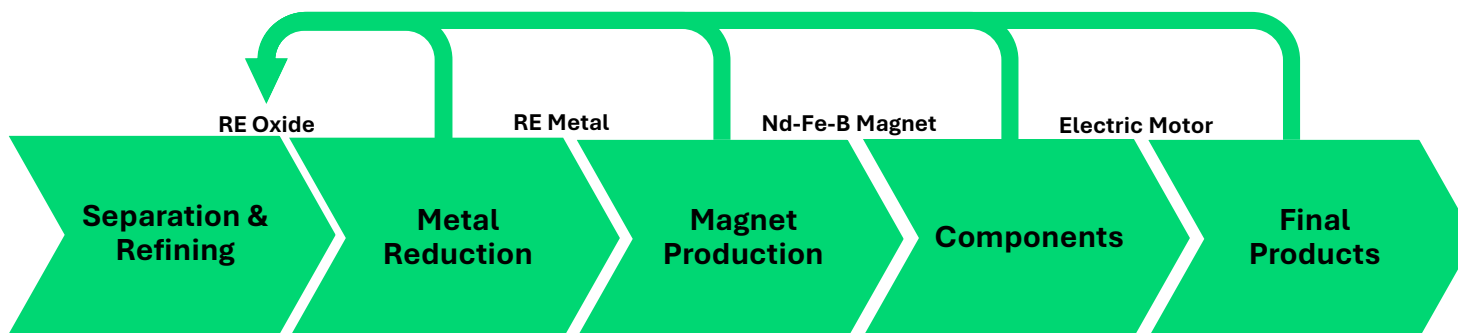 RE Oxide
RE Metal
Nd-Fe-B Magnet
Electric Motor
Separation &
Refining
Metal
Reduction
Magnet
Production
Components
Final
Products